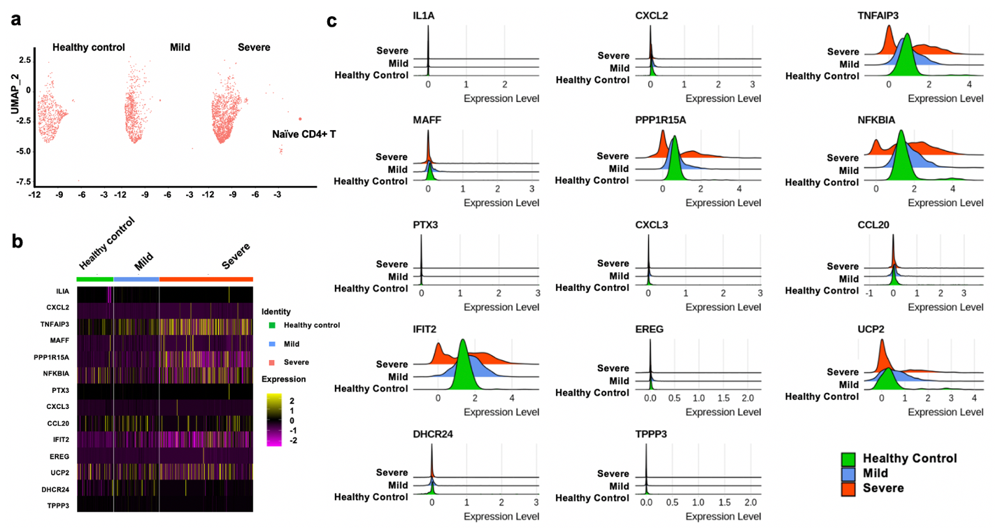 a
Healthy control Mild Severe
UMAP_2
2.5
0
-2.5
-5.0
-7.5
Naïve CD4+ T
-12 -9 -6 -3 -12 -9 -6 -3 -12 -9 -6 -3
b
Healthy control
Mild
Severe
ILIA
CXCL2
TNFAIP3
MAFF
PPP1R15A
NFKBIA
PTX3
CXCL3
CCL20
IFIT2
EREG
UCP2
DHCR24
TPPP3
Identity
Healthy control
Mild
Severe
Expression
2
1
0
-1
-2
c
IL1A
Severe
Mild
Healthy Control
0 1 2
Expression Level
CXCL2
Severe
Mild
Healthy Control
0 1 2 3
Expression Level
TNFAIP3
Severe
Mild
Healthy Control
0 2 4
Expression Level
MAFF
Severe
Mild
Healthy Control
0 1 2 3
Expression Level
PPP1R15A
Severe
Mild
Healthy Control
0 2 4
Expression Level
NFKBIA
Severe
Mild
Healthy Control
0 2 4
Expression Level
PTX3
Severe
Mild
Healthy Control
0 1 2 3
Expression Level
CXCL3
Severe
Mild
Healthy Control
0 1 2 3
Expression Level
CCL20
Severe
Mild
Healthy Control
-1 0 1 2 3
Expression Level
IFIT2
Severe
Mild
Healthy Control
0 2 4
Expression Level
EREG
Severe
Mild
Healthy Control
0.0 0.5 1.0 1.5 2.0
Expression Level
UCP2
Severe
Mild
Healthy Control
0 1 2 3 4
Expression Level
DHCR24
Severe
Mild
Healthy Control
0 1 2 3
Expression Level
TPPP3
Severe
Mild
Healthy Control
0.0 0.5 1.0 1.5 2.0
Expression Level
Healthy Control
Mild
Severe